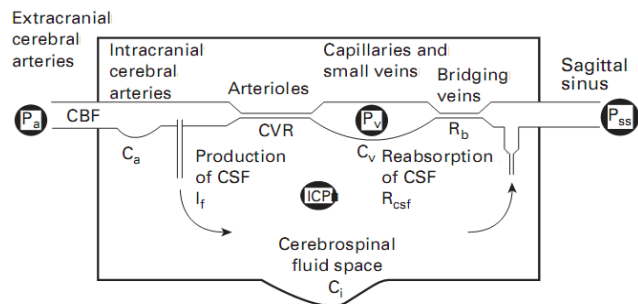 Extracranial
cerebral
arteries
Intracranial
cerebral
arteries
Arterioles
Capillaries and
small veins
Bridging
veins
Sagittal
sinus
Pa
CBF
Ca
CVR
Pv
Cv
Rb
Pss
Production
of CSF
If
ICP
Reabsorption
of CSF
Rcsf
Cerebrospinal
fluid space
Ci